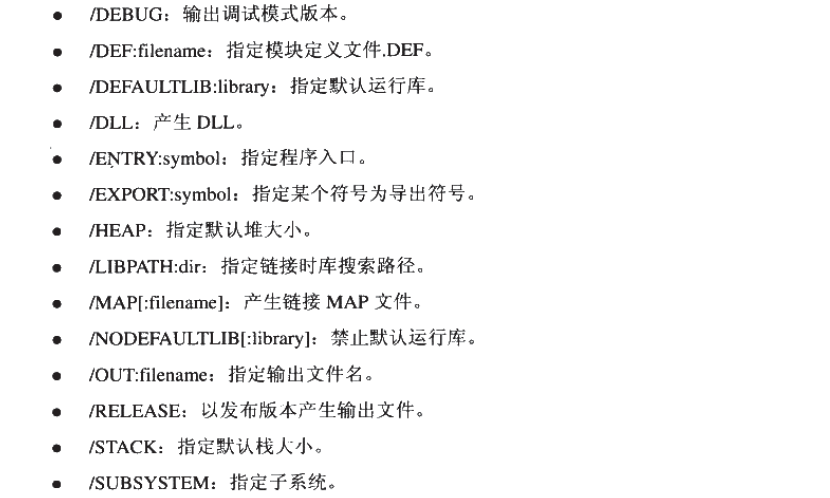 ● /DEBUG：输出调试模式版本。
● /DEF:filename：指定模块定义文件.DEF。
● /DEFAULTLIB:library：指定默认运行库。
● /DLL：产生 DLL。
● /ENTRY:symbol：指定程序入口。
● /EXPORT:symbol：指定某个符号为导出符号。
● /HEAP：指定默认堆大小。
● /LIBPATH:dir：指定链接时库搜索路径。
● /MAP[:filename]：产生链接 MAP 文件。
● /NODEFAULTLIB[:library]：禁止默认运行库。
● /OUT:filename：指定输出文件名。
● /RELEASE：以发布版本产生输出文件。
● /STACK：指定默认栈大小。
● /SUBSYSTEM：指定子系统。